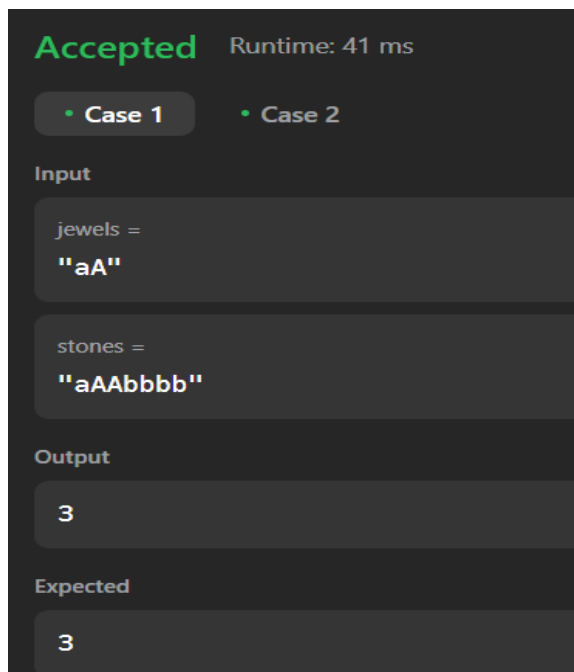 Accepted Runtime: 41 ms
• Case 1 • Case 2
Input
jewels =
"aA"
stones =
"aAAbbbb"
Output
3
Expected
3